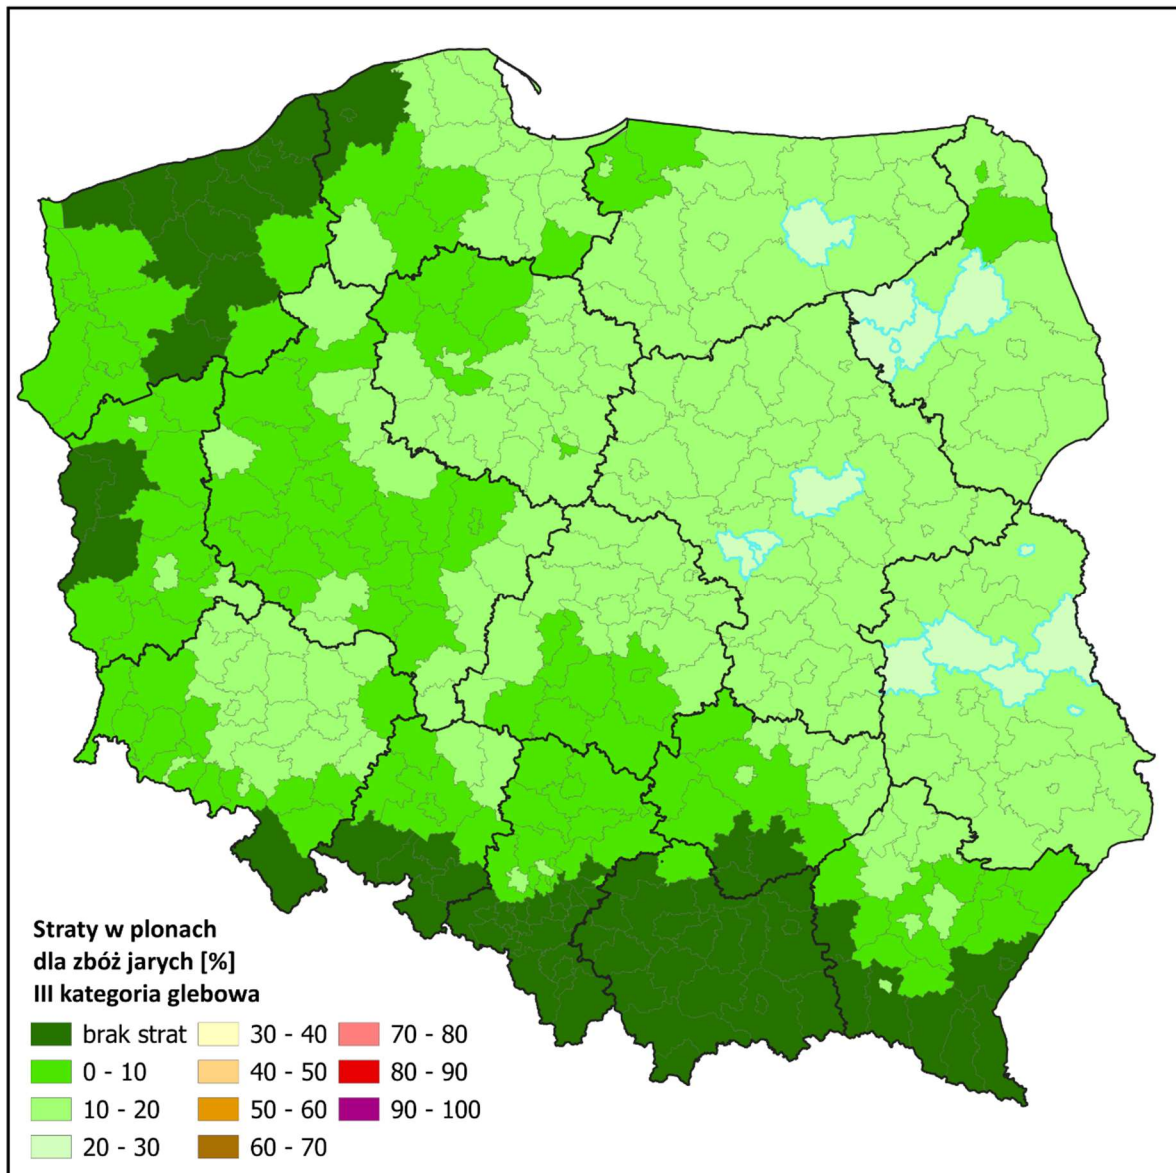 Straty w plonach
dla zbóż jarych [%]
III kategoria glebowa
brak strat
0 - 10
10 - 20
20 - 30
30 - 40
40 - 50
50 - 60
60 - 70
70 - 80
80 - 90
90 - 100